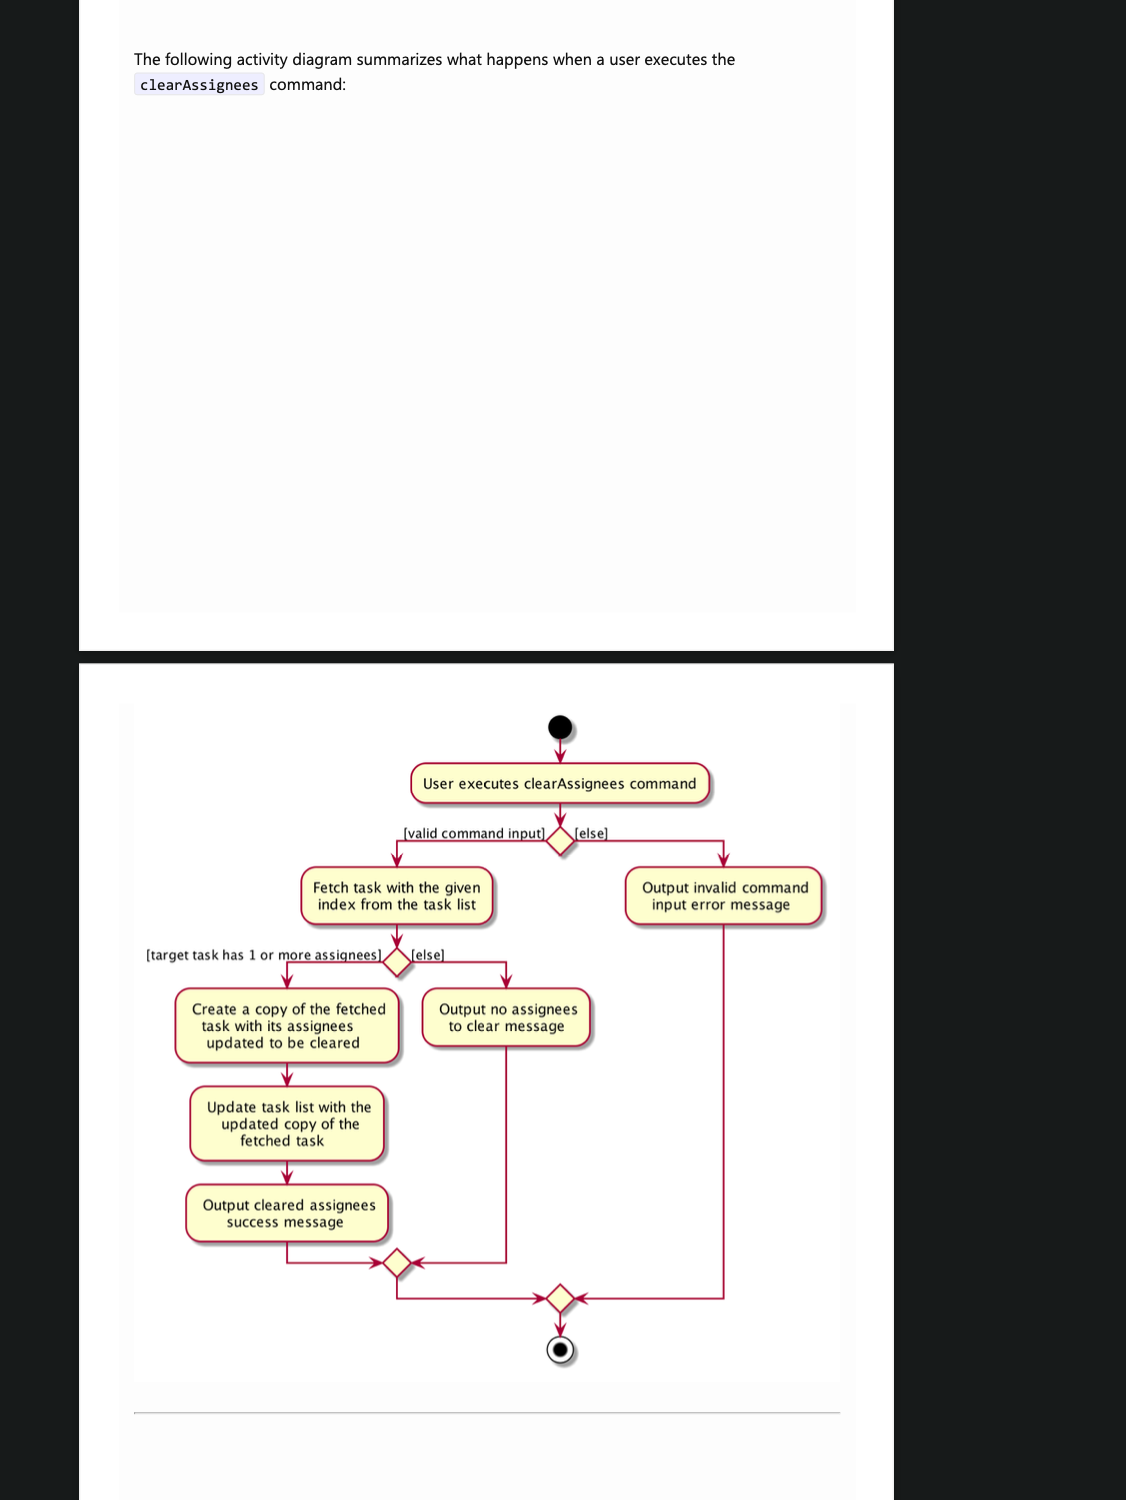 The following activity diagram summarizes what happens when a user executes the
clearAssignees command:
User executes clearAssignees command
[valid command input]
[else]
Fetch task with the given
index from the task list
Output invalid command
input error message
[target task has 1 or more assignees]
[else]
Create a copy of the fetched
task with its assignees
updated to be cleared
Output no assignees
to clear message
Update task list with the
updated copy of the
fetched task
Output cleared assignees
success message